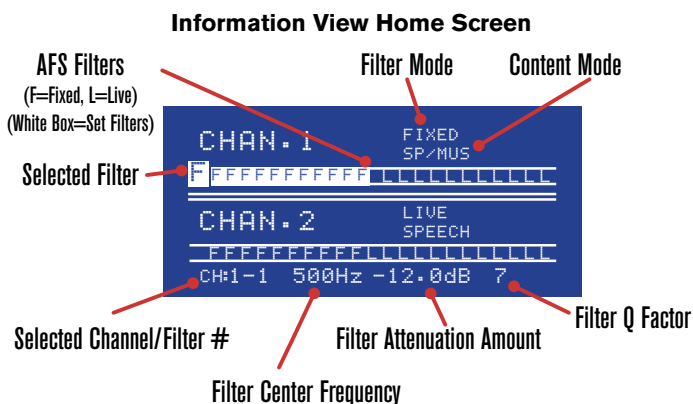 Information View Home Screen
AFS Filters
(F=Fixed, L=Live)
(White Box=Set Filters)
Filter Mode
Content Mode
Selected Filter
CHAN.1
FIXED
SP/MUS
FFFFFFFFFFFFLLLLLLLLLLLL
CHAN.2
LIVE
SPEECH
FFFFFFFFFFLLLLLLLLLLLLL
CH:1-1 500Hz -12.0dB 7
Selected Channel/Filter #
Filter Attenuation Amount
Filter Q Factor
Filter Center Frequency